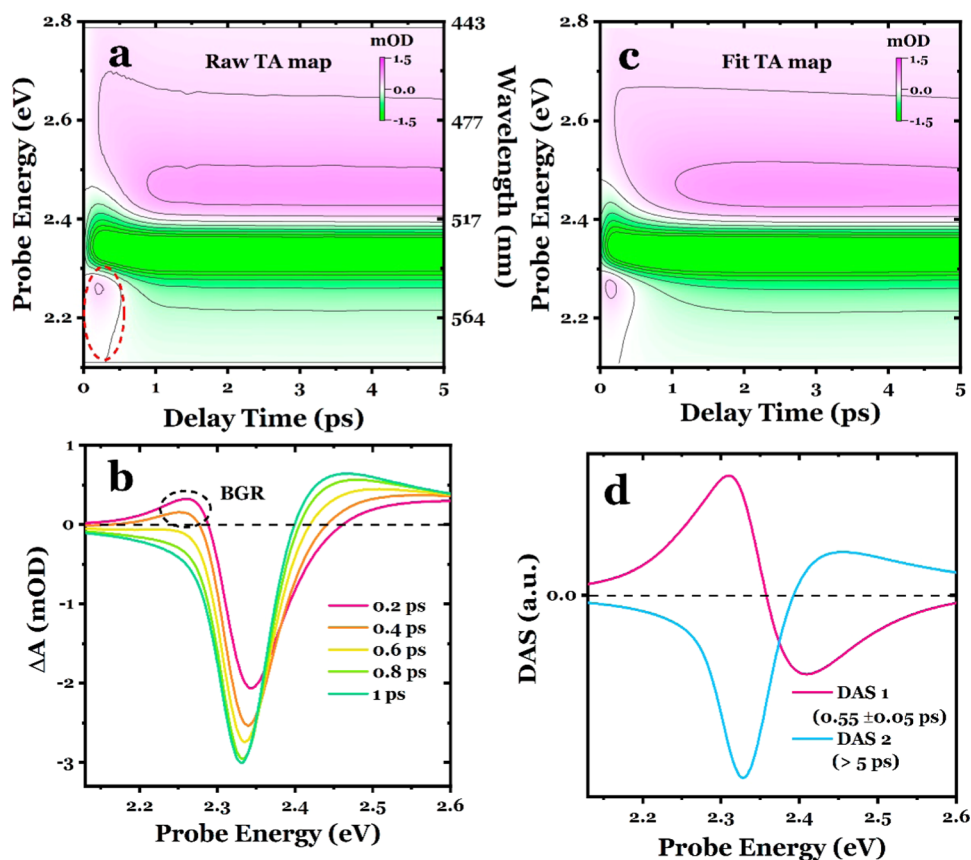 a
Raw TA map
mOD
1.5
0.0
-1.5
2.8
2.6
2.4
2.2
Probe Energy (eV)
0 1 2 3 4 5
Delay Time (ps)
443
477
517
564
Wavelength (nm)
c
Fit TA map
mOD
1.5
0.0
-1.5
2.8
2.6
2.4
2.2
Probe Energy (eV)
0 1 2 3 4 5
Delay Time (ps)
b
BGR
1
0
-1
-2
-3
ΔA (mOD)
0.2 ps
0.4 ps
0.6 ps
0.8 ps
1 ps
2.2 2.3 2.4 2.5 2.6
Probe Energy (eV)
d
0.0
DAS (a.u.)
DAS 1
(0.55 ±0.05 ps)
DAS 2
(> 5 ps)
2.2 2.3 2.4 2.5 2.6
Probe Energy (eV)